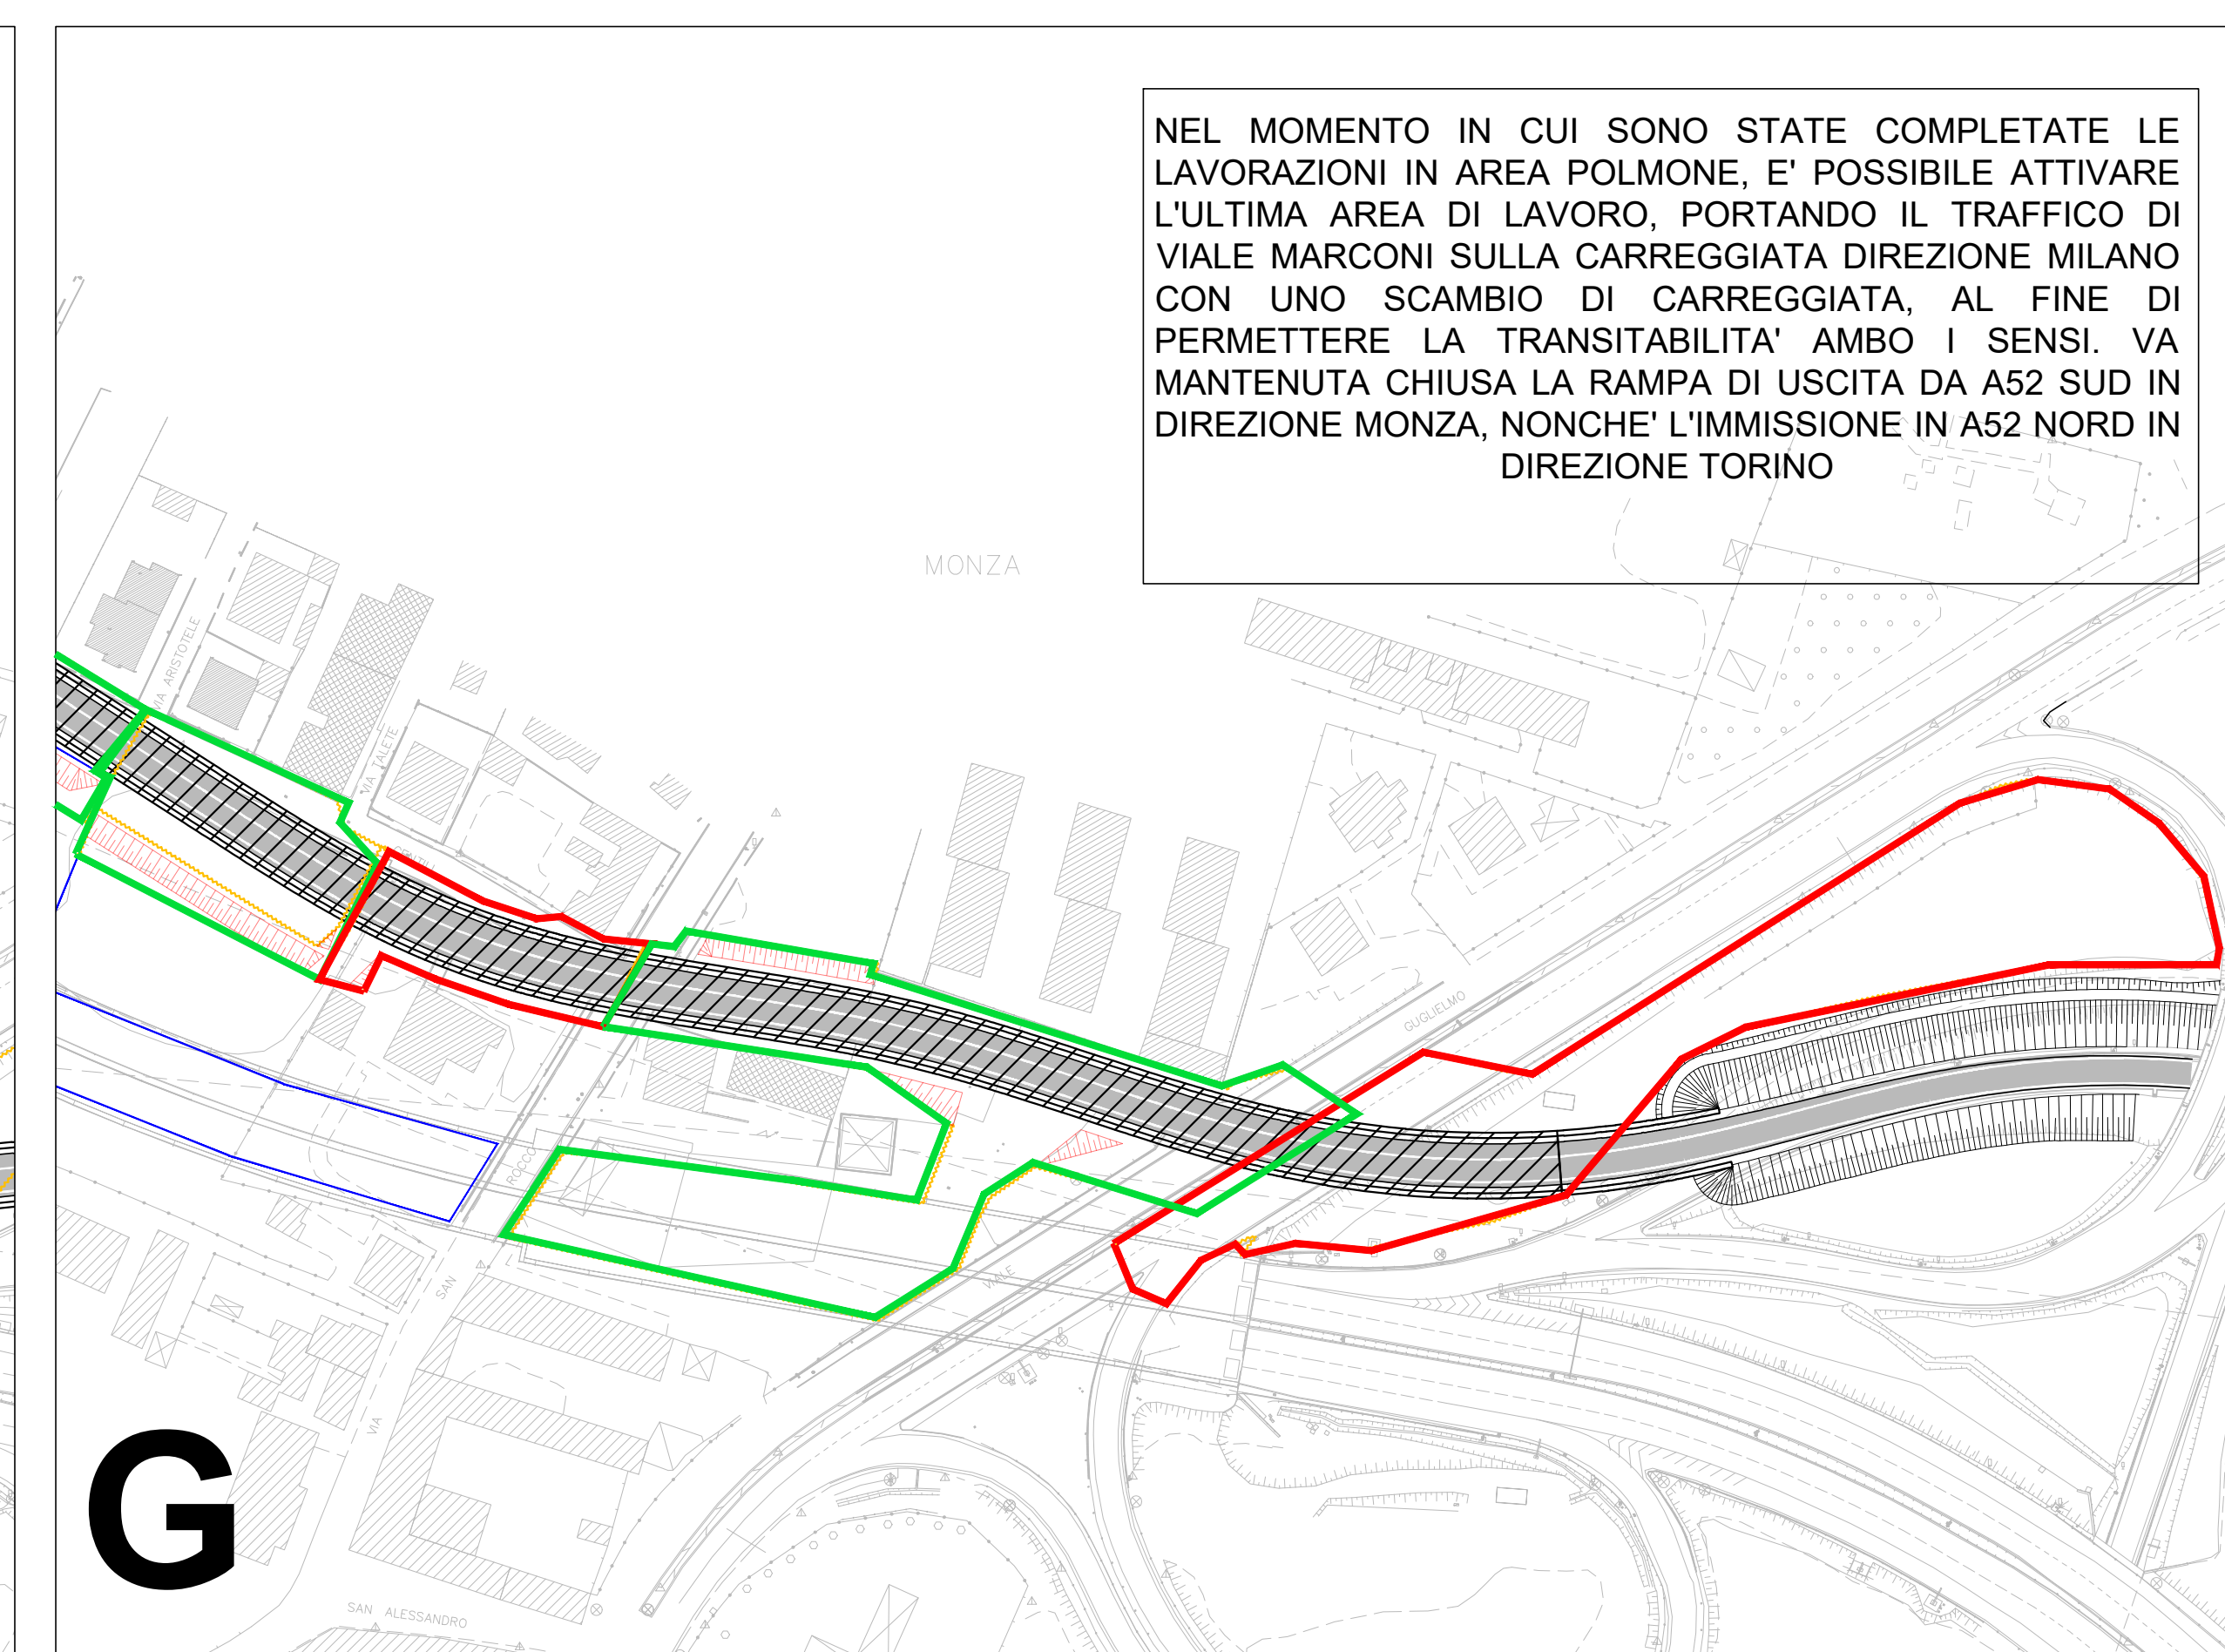 NEL MOMENTO IN CUI SONO STATE COMPLETATE LE
LAVORAZIONI IN AREA POLMONE, E' POSSIBILE ATTIVARE
L'ULTIMA AREA DI LAVORO, PORTANDO IL TRAFFICO DI
VIALE MARCONI SULLA CARREGGIATA DIREZIONE MILANO
CON UNO SCAMBIO DI CARREGGIATA, AL FINE DI
PERMETTERE LA TRANSITABILITA' AMBO I SENSI. VA
MANTENUTA CHIUSA LA RAMPA DI USCITA DA A52 SUD IN
DIREZIONE MONZA, NONCHE' L'IMMISSIONE IN A52 NORD IN
DIREZIONE TORINO
MONZA
VIA ARISTOTELE
VIA TALETE
GUGLIELMO
VIALE
ROCCO
SAN
VIA
G
SAN ALESSANDRO